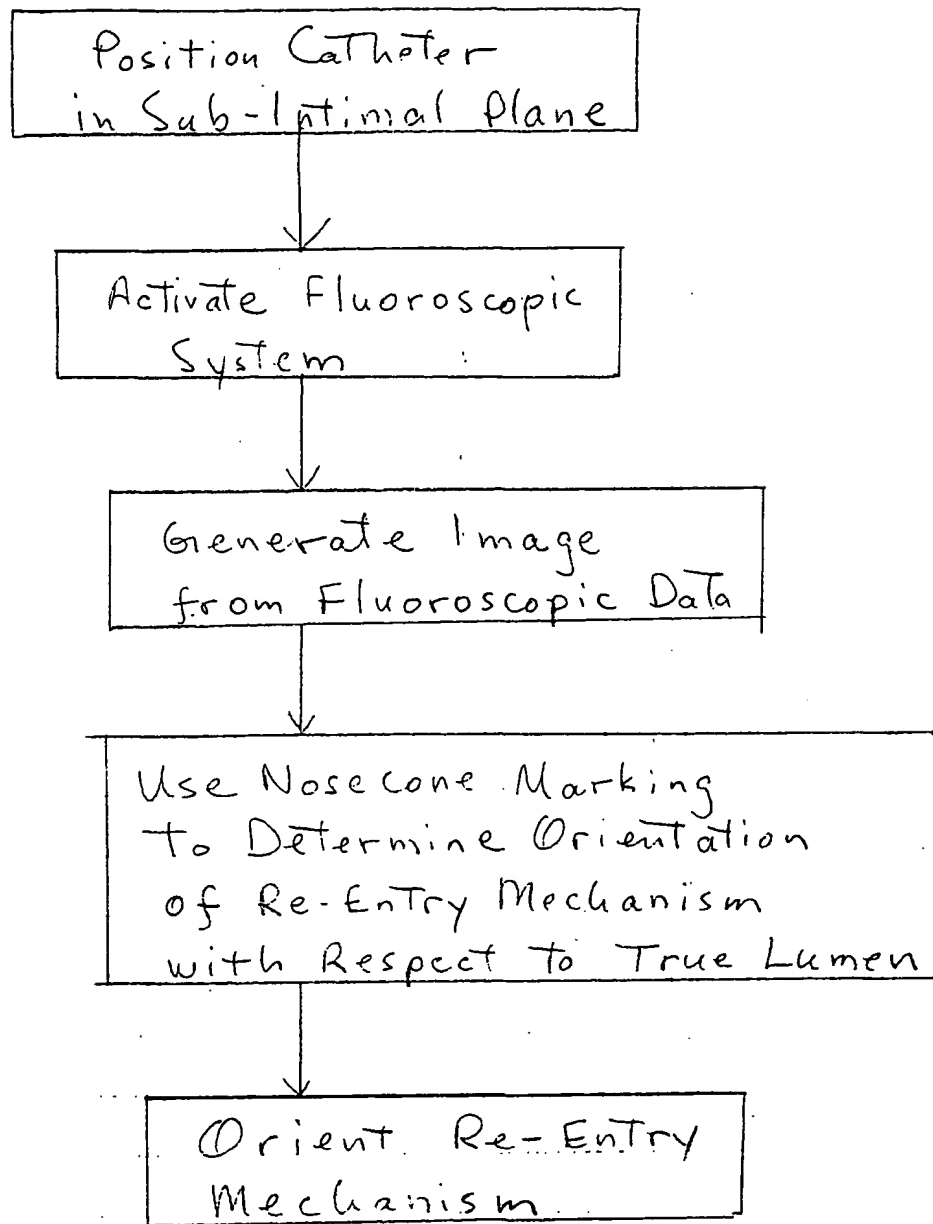 Position Catheter
in Sub-Intimal Plane
Activate Fluoroscopic
System
Generate Image
from Fluoroscopic Data
Use Nosecone Marking
to Determine Orientation
of Re-Entry Mechanism
with Respect to True Lumen
Orient Re-Entry
Mechanism